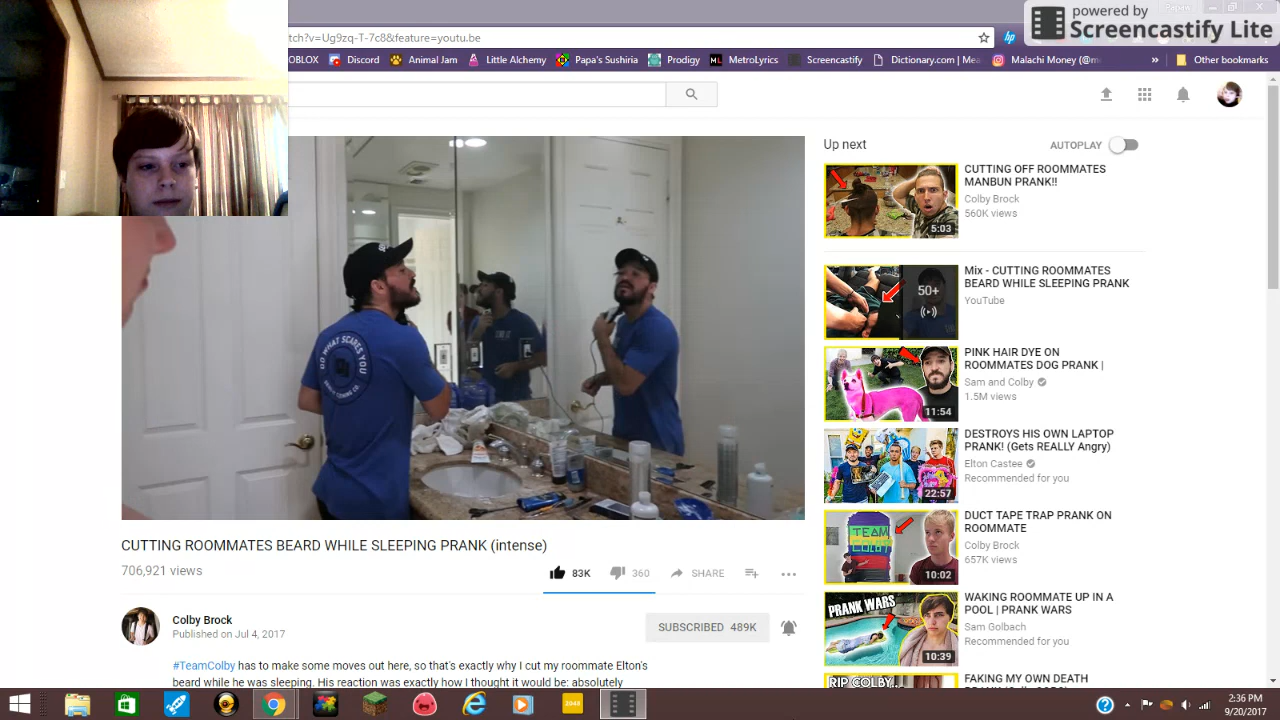 powered by
Screencastify Lite
tch?v=Ug9zq-T-7c8&feature=youtu.be
OBLOX Discord Animal Jam Little Alchemy Papa's Sushiria Prodigy MetroLyrics Screencastify Dictionary.com | Mea Malachi Money (@m » Other bookmarks
Up next
AUTOPLAY
CUTTING OFF ROOMMATES
MANBUN PRANK!!
Colby Brock
560K views
5:03
Mix - CUTTING ROOMMATES
BEARD WHILE SLEEPING PRANK
YouTube
50+
PINK HAIR DYE ON
ROOMMATES DOG PRANK |
Sam and Colby
1.5M views
11:54
DESTROYS HIS OWN LAPTOP
PRANK! (Gets REALLY Angry)
Elton Castee
Recommended for you
22:57
DUCT TAPE TRAP PRANK ON
ROOMMATE
Colby Brock
657K views
TEAM
COLBY
10:02
WAKING ROOMMATE UP IN A
POOL | PRANK WARS
Sam Golbach
Recommended for you
PRANK WARS
10:39
FAKING MY OWN DEATH
RIP COLBY
DO WHAT SCARES YOU
CUTTING ROOMMATES BEARD WHILE SLEEPING PRANK (intense)
706,921 views
83K 360 SHARE
Colby Brock
Published on Jul 4, 2017
SUBSCRIBED 489K
#TeamColby has to make some moves out here, so that's exactly why I cut my roommate Elton's
beard while he was sleeping. His reaction was exactly how I thought it would be: absolutely
2048
2:36 PM
9/20/2017